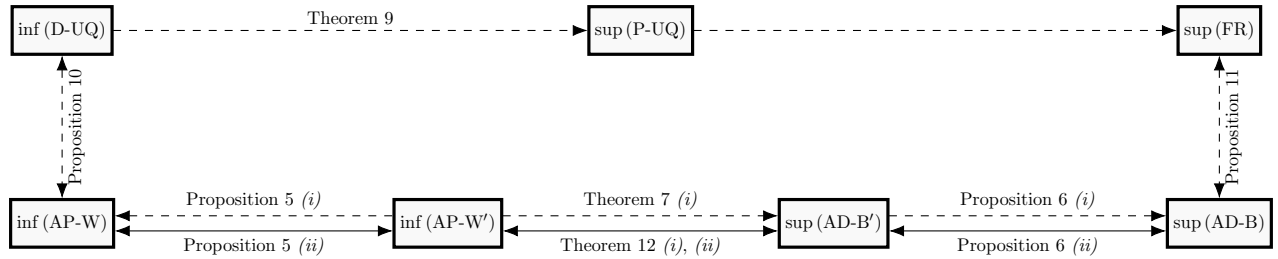 Theorem 9
inf (D-UQ)
sup (P-UQ)
sup (FR)
Proposition 10
Proposition 11
Proposition 5 (i)
Theorem 7 (i)
Proposition 6 (i)
inf (AP-W)
inf (AP-W′)
sup (AD-B′)
sup (AD-B)
Proposition 5 (ii)
Theorem 12 (i), (ii)
Proposition 6 (ii)